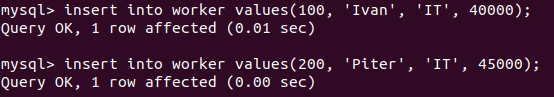 mysql> insert into worker values(100, 'Ivan', 'IT', 40000);
Query OK, 1 row affected (0.01 sec)
mysql> insert into worker values(200, 'Piter', 'IT', 45000);
Query OK, 1 row affected (0.00 sec)